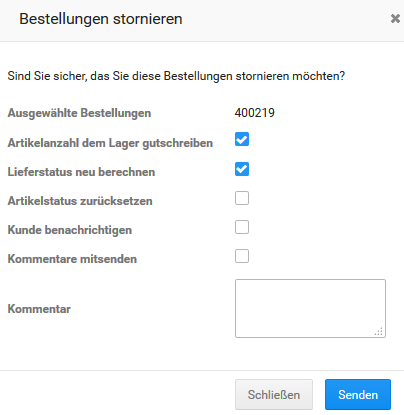 Bestellungen stornieren
Sind Sie sicher, das Sie diese Bestellungen stornieren möchten?
Ausgewählte Bestellungen 400219
Artikelanzahl dem Lager gutschreiben
Lieferstatus neu berechnen
Artikelstatus zurücksetzen
Kunde benachrichtigen
Kommentare mitsenden
Kommentar
Schließen Senden